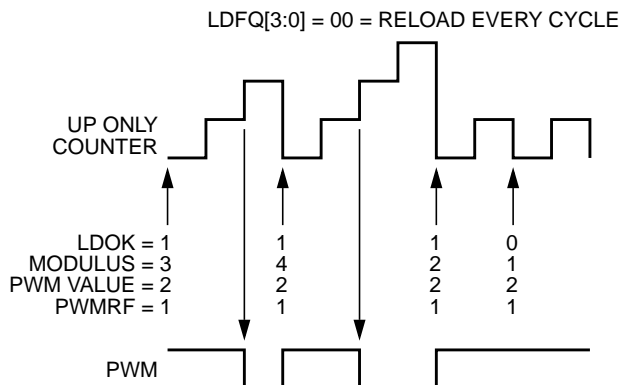 LDFQ[3:0] = 00 = RELOAD EVERY CYCLE
UP ONLY
COUNTER
LDOK = 1 1 1 0
MODULUS = 3 4 2 1
PWM VALUE = 2 2 2 2
PWMRF = 1 1 1 1
PWM